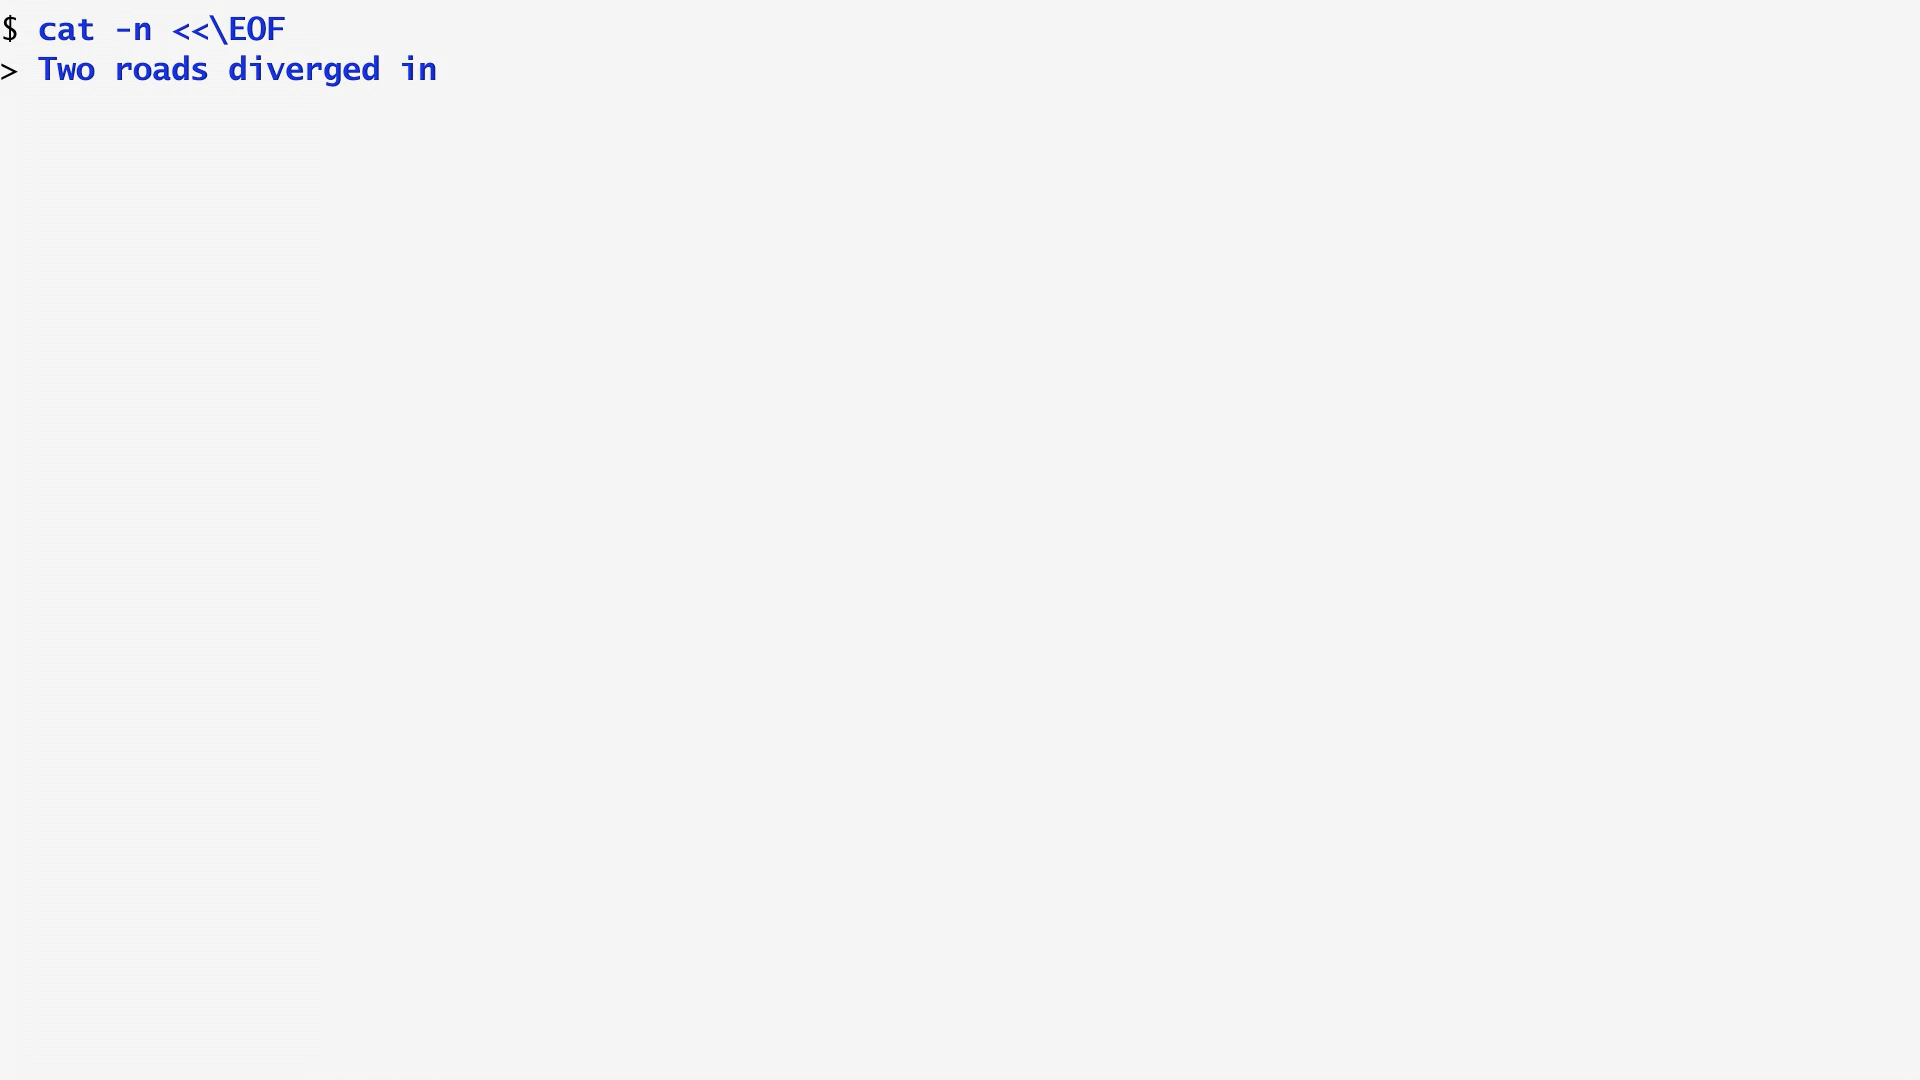 $ cat -n <<\EOF
> Two roads diverged in